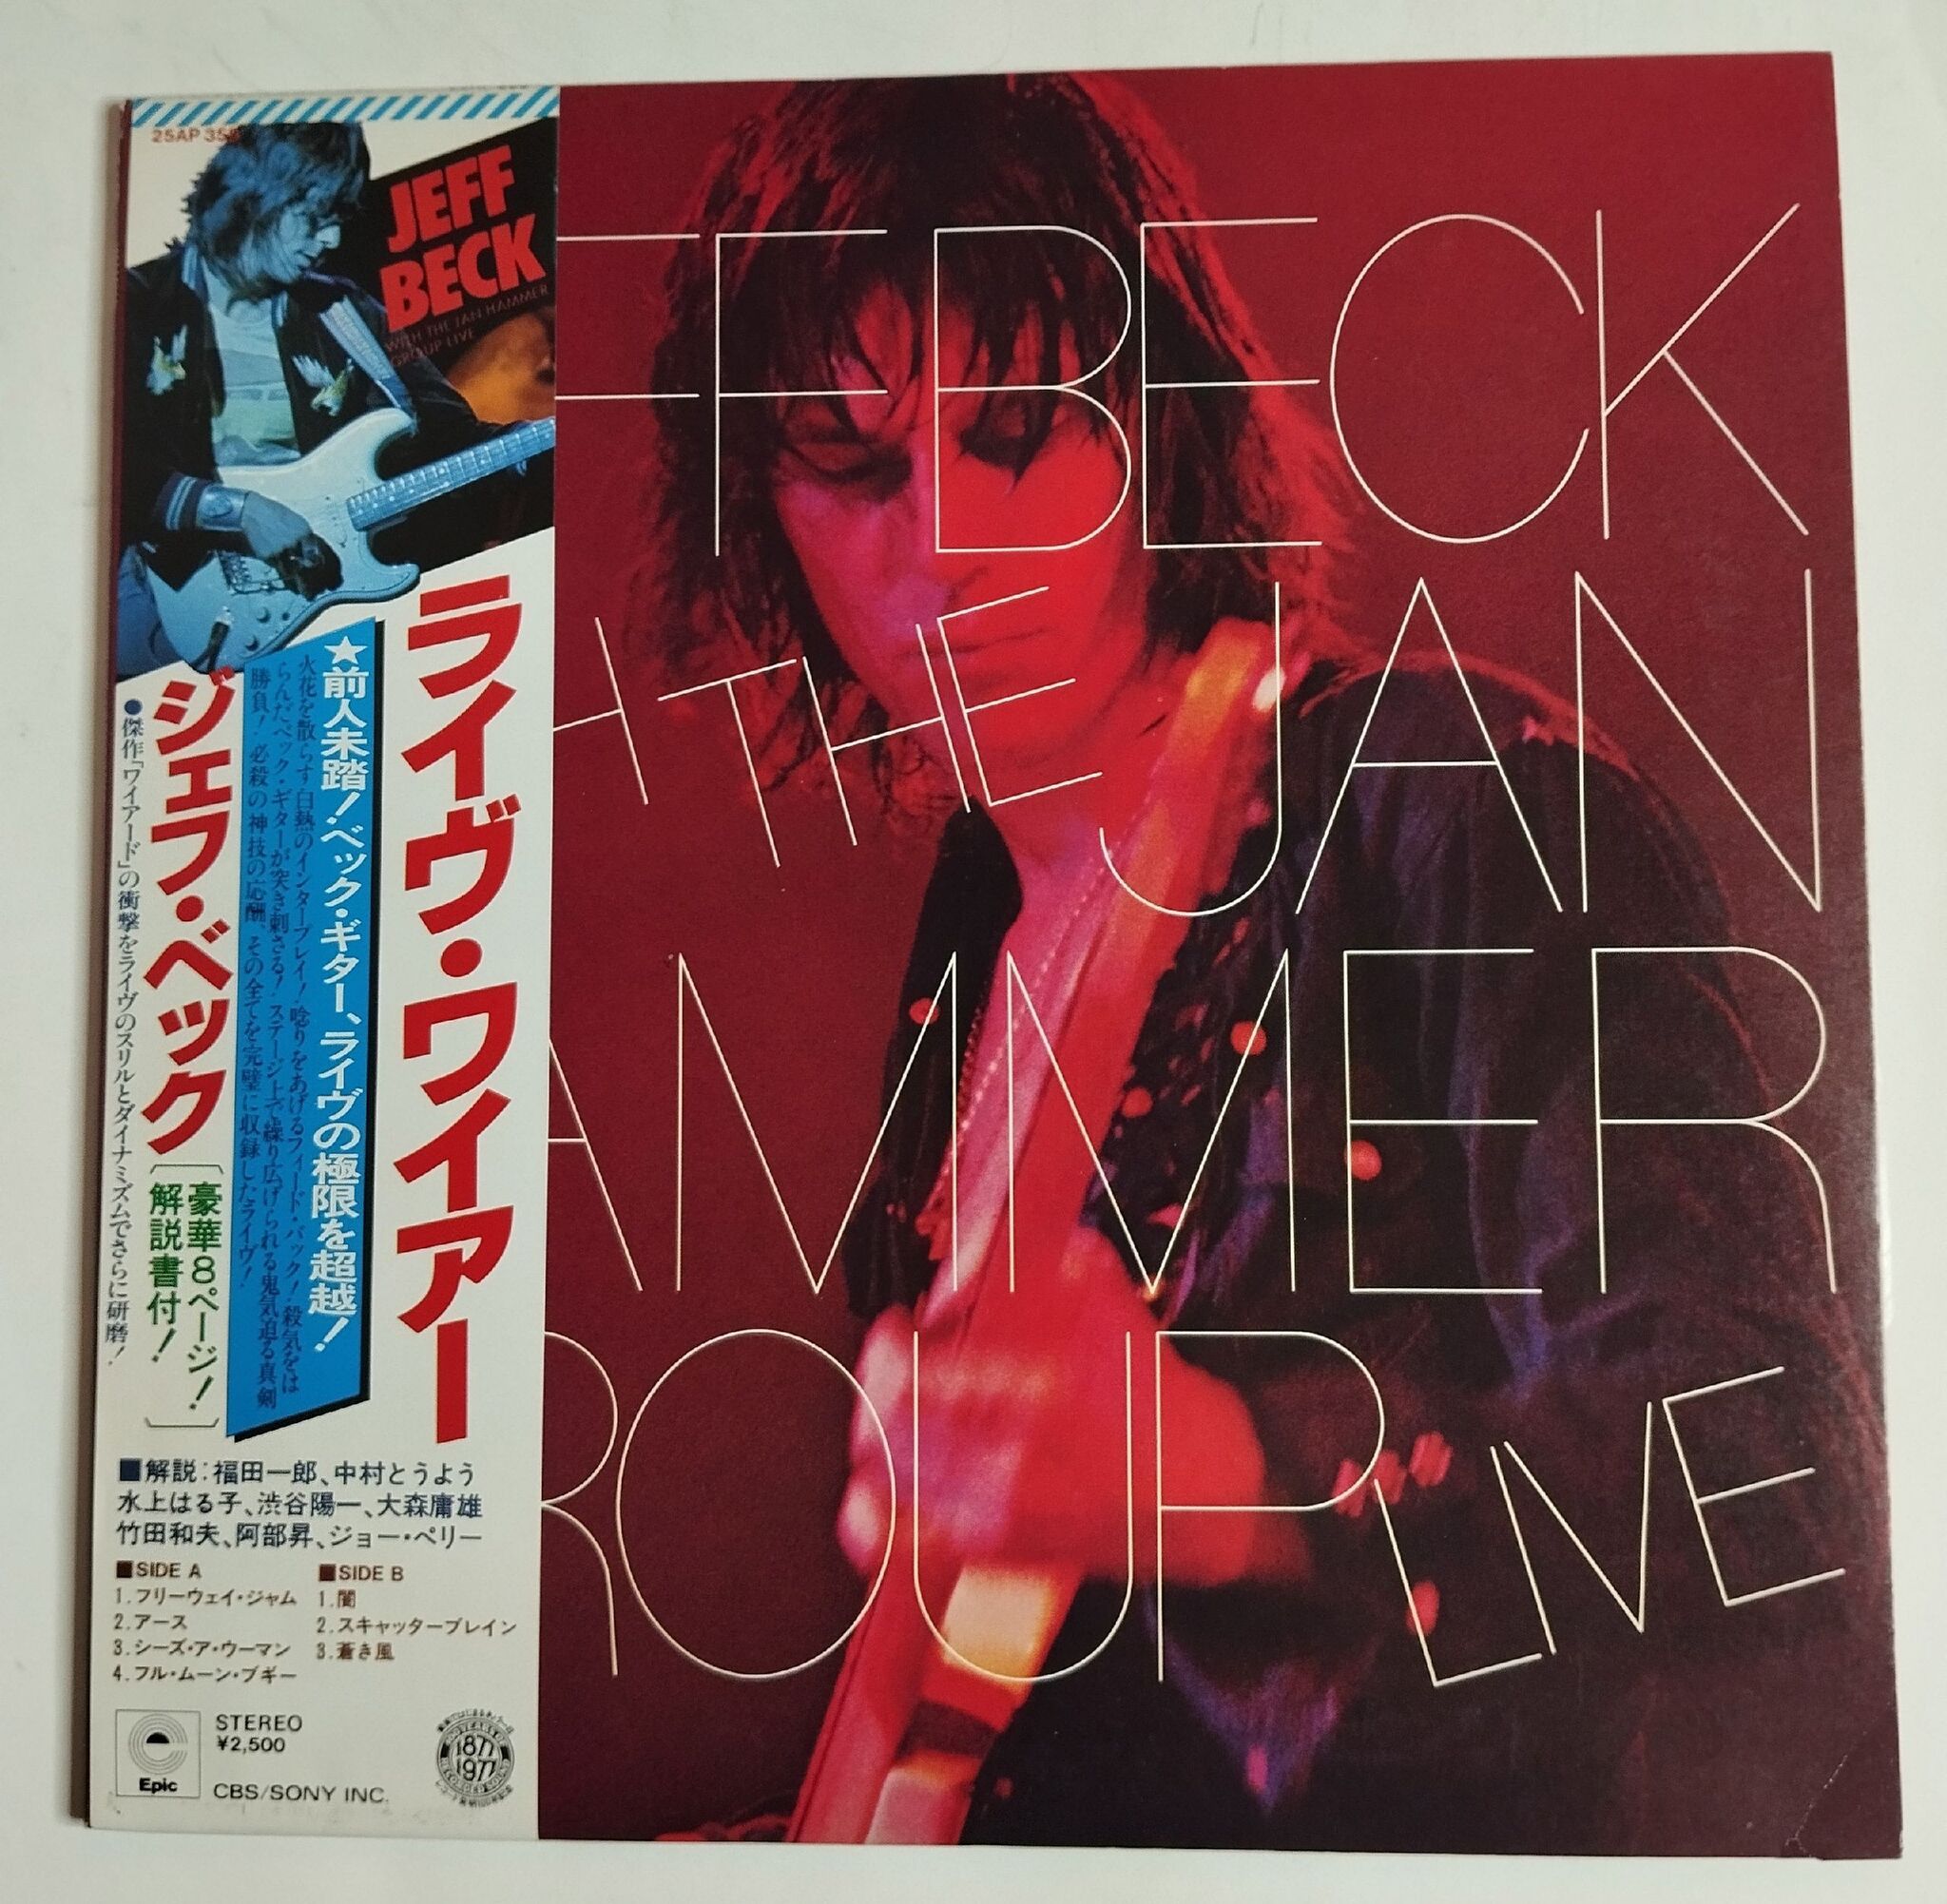 25AP 350
JEFF
BECK
WITH THE JAN HAMMER
GROUP LIVE
ライヴ・ワイアー
★前人未踏！ベック・ギター、ライヴの極限を超越！
火花を散らす白熱のインタープレイ！唸りをあげるフィード・バック！殺気をは
らんだベック・ギターが突き刺さる！ステージ上で繰り広げられる鬼気迫る真剣
勝負！必殺の神技の応酬、その全てを完璧に収録したライヴ！
ジェフ・ベック
〔豪華8ページ！
解説書付！〕
●傑作「ワイアード」の衝撃をライヴのスリルとダイナミズムでさらに研磨！
■解説：福田一郎、中村とうよう
水上はる子、渋谷陽一、大森庸雄
竹田和夫、阿部昇、ジョー・ペリー
■SIDE A
1.フリーウェイ・ジャム
2.アース
3.シーズ・ア・ウーマン
4.フル・ムーン・ブギー
■SIDE B
1.闇
2.スキャッターブレイン
3.蒼き風
Epic
STEREO
¥2,500
CBS/SONY INC.
1877
1977
FF BECK
H THE JAN
AMMER
ROUP LIVE